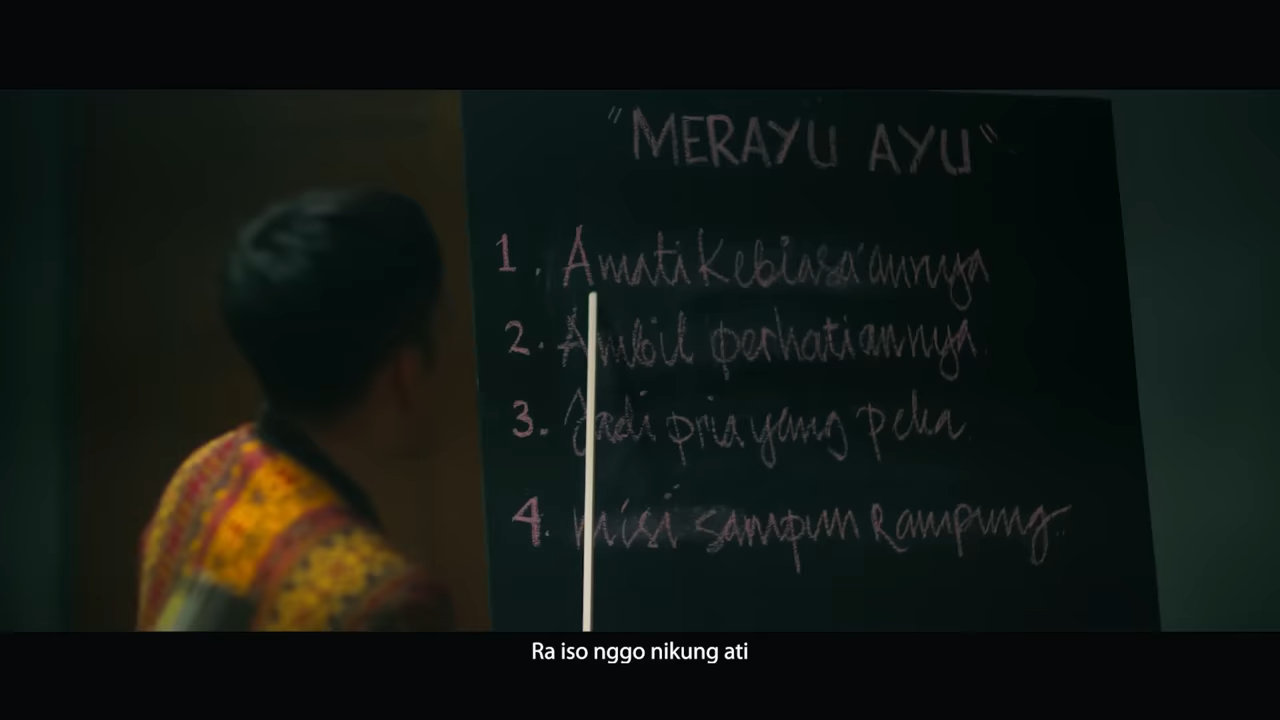 "MERAYU AYU"
1. Amati Kebiasa'annya
2. Ambil perhatiannya.
3. Jadi pria yang peka.
4. misi sampun Rampung.
Ra iso nggo nikung ati